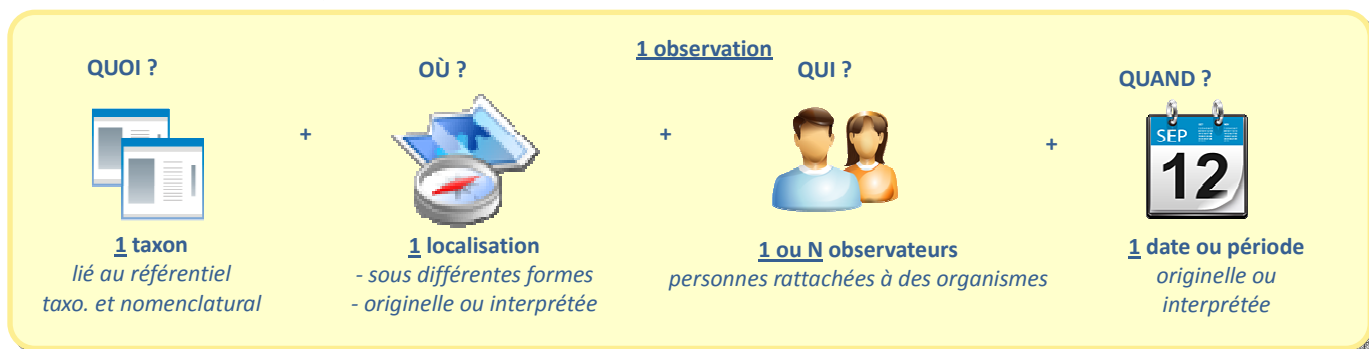 1 observation
QUOI ?
OÙ ?
QUI ?
QUAND ?
+
+
+
SEP
12
1 taxon
lié au référentiel
taxo. et nomenclatural
1 localisation
- sous différentes formes
- originelle ou interprétée
1 ou N observateurs
personnes rattachées à des organismes
1 date ou période
originelle ou
interprétée